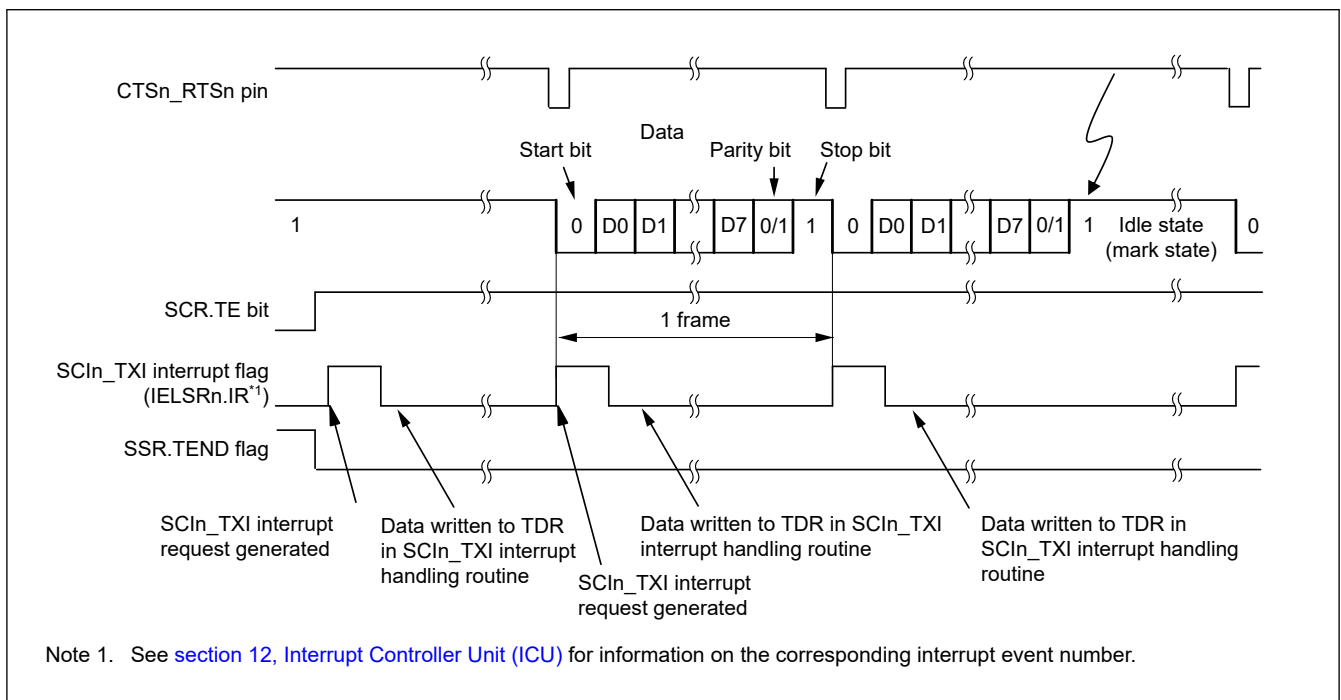 CTSn_RTSn pin
Data
Start bit
Parity bit
Stop bit
1
0
D0
D1
D7
0/1
1
0
D0
D1
D7
0/1
1
Idle state
(mark state)
0
SCR.TE bit
1 frame
SCIn_TXI interrupt flag
(IELSRn.IR*1)
SSR.TEND flag
SCIn_TXI interrupt
request generated
Data written to TDR
in SCIn_TXI interrupt
handling routine
SCIn_TXI interrupt
request generated
Data written to TDR in SCIn_TXI
interrupt handling routine
Data written to TDR in
SCIn_TXI interrupt handling
routine
Note 1. See section 12, Interrupt Controller Unit (ICU) for information on the corresponding interrupt event number.